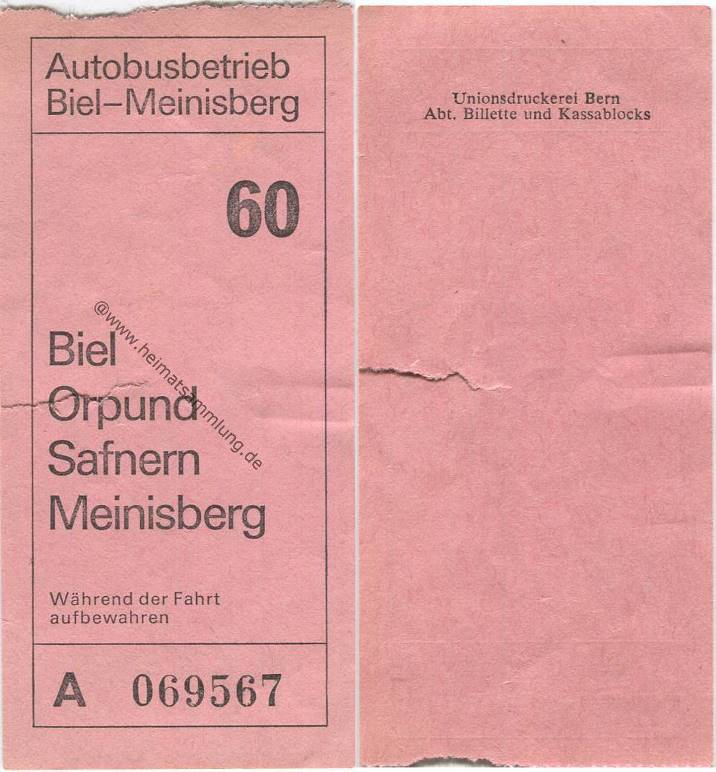 Autobusbetrieb
Biel–Meinisberg
60
@www.heimatsammlung.de
Biel
Orpund
Safnern
Meinisberg
Während der Fahrt
aufbewahren
A 069567
Unionsdruckerei Bern
Abt. Billette und Kassablocks